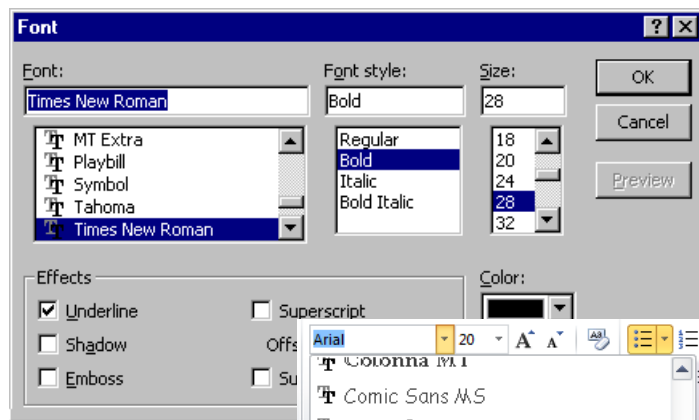 Font ? X
Font: Font style: Size:
Times New Roman Bold 28 OK
MT Extra Regular 18 Cancel
Playbill Bold 20
Symbol Italic 24 Preview
Tahoma Bold Italic 28
Times New Roman 32
Effects Color:
Underline Superscript
Shadow Offs
Emboss Su
Arial 20 A A Aa
Colonna MT
Comic Sans MS